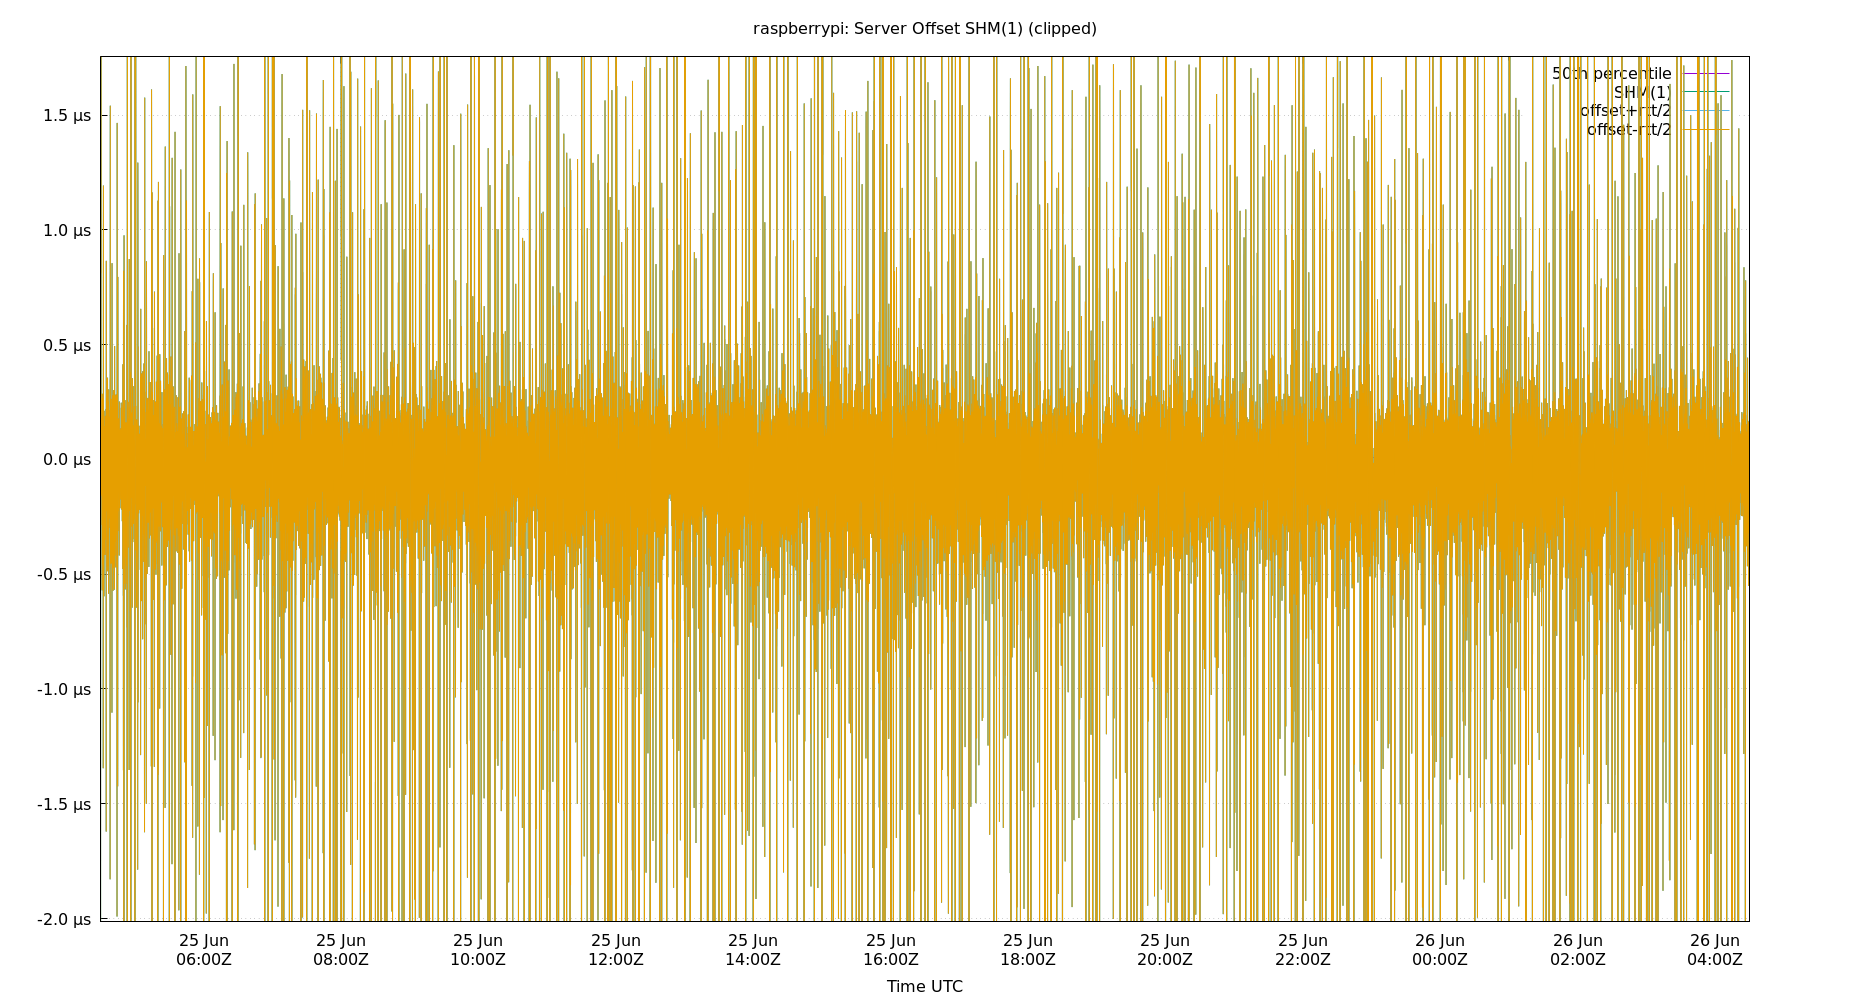 raspberrypi: Server Offset SHM(1) (clipped)
50th percentile
SHM(1)
offset+rtt/2
offset-rtt/2
1.5 µs
1.0 µs
0.5 µs
0.0 µs
-0.5 µs
-1.0 µs
-1.5 µs
-2.0 µs
25 Jun 25 Jun 25 Jun 25 Jun 25 Jun 25 Jun 25 Jun 25 Jun 25 Jun 26 Jun 26 Jun 26 Jun
06:00Z 08:00Z 10:00Z 12:00Z 14:00Z 16:00Z 18:00Z 20:00Z 22:00Z 00:00Z 02:00Z 04:00Z
Time UTC